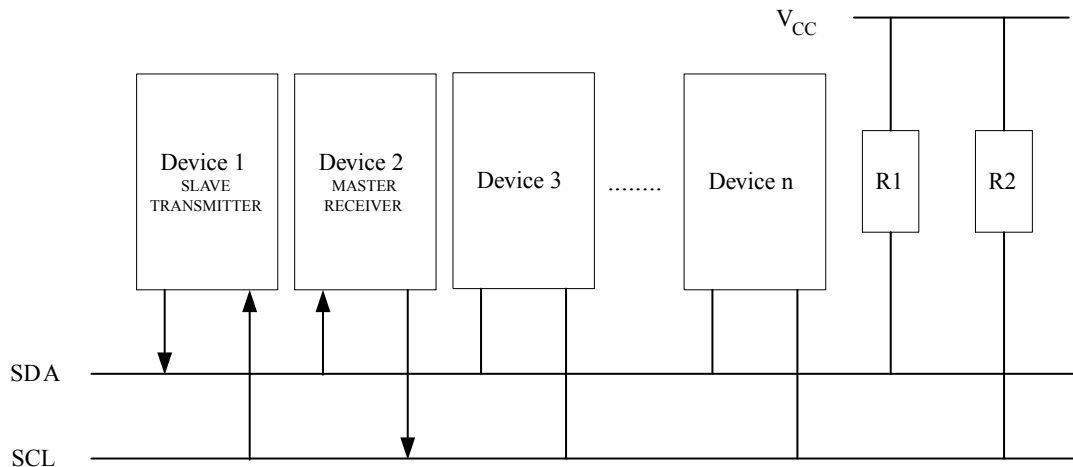 VCC
Device 1
SLAVE
TRANSMITTER
Device 2
MASTER
RECEIVER
Device 3
........
Device n
R1
R2
SDA
SCL